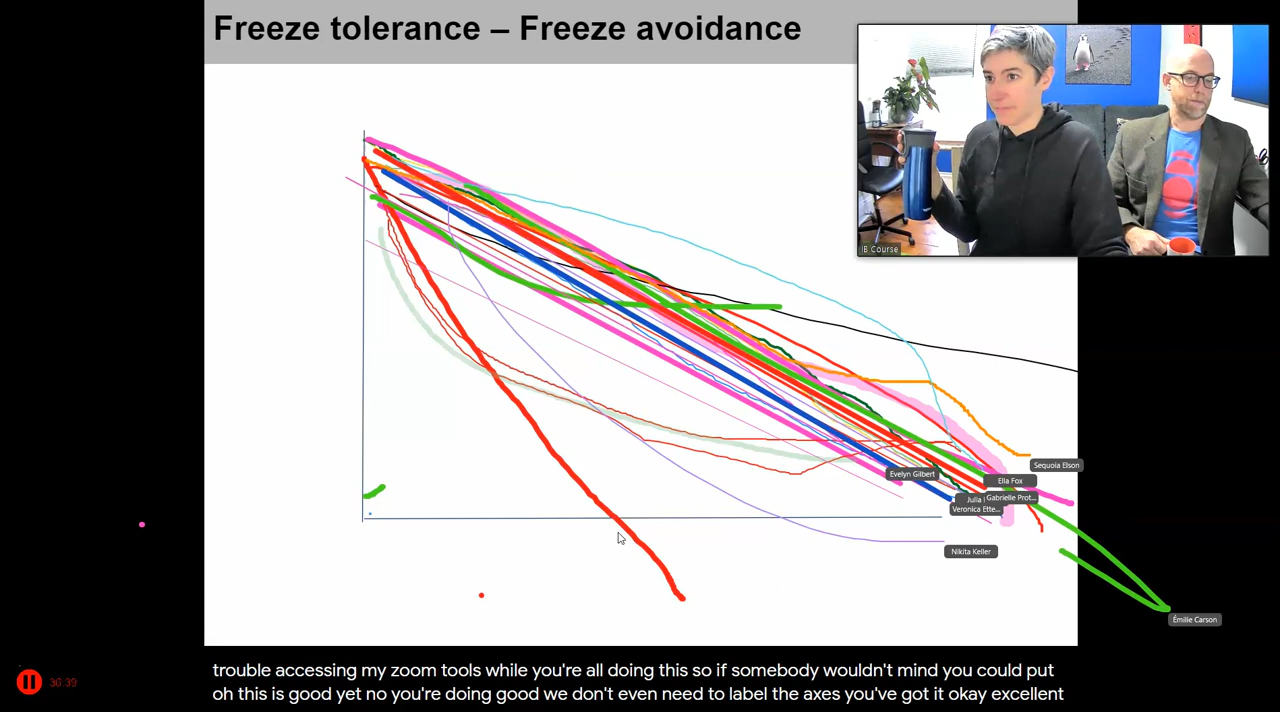 Freeze tolerance – Freeze avoidance
IB Course
Sequoia Elson
Evelyn Gilbert
Ella Fox
Gabrielle Prot...
Julia
Veronica Ette...
Nikita Keller
Émilie Carson
30:39
trouble accessing my zoom tools while you're all doing this so if somebody wouldn't mind you could put
oh this is good yet no you're doing good we don't even need to label the axes you've got it okay excellent